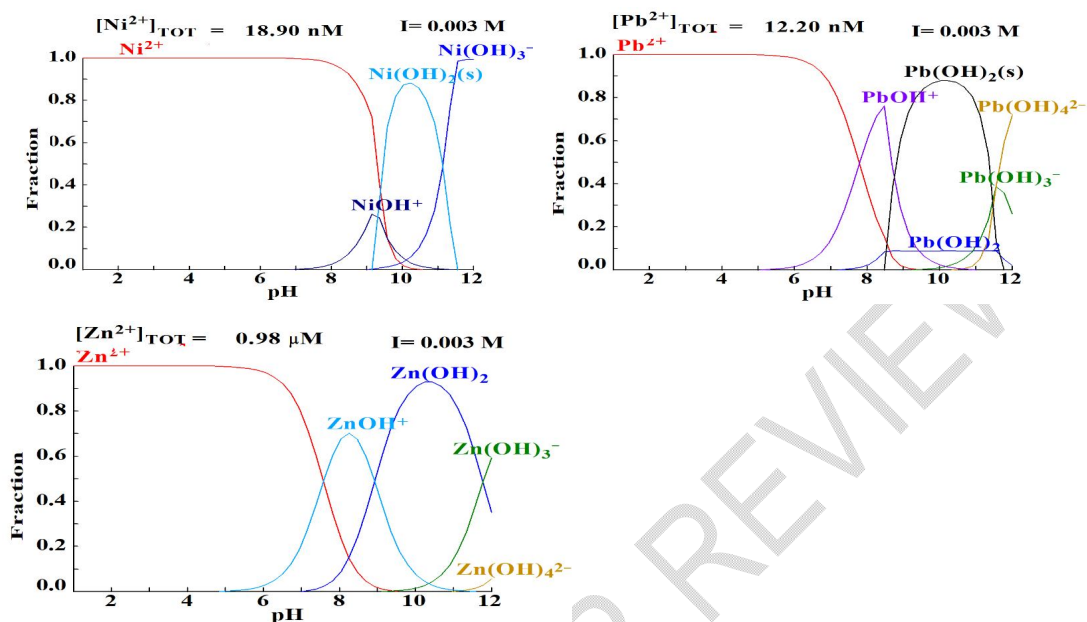 [Ni²⁺]TOT = 18.90 nM I= 0.003 M
Ni²⁺
Ni(OH)₃⁻
Ni(OH)₂(s)
NiOH⁺
1.0
0.8
0.6
0.4
0.2
0.0
Fraction
2 4 6 8 10 12
pH
[Pb²⁺]TOT = 12.20 nM I= 0.003 M
Pb²⁺
Pb(OH)₂(s)
PbOH⁺
Pb(OH)₄²⁻
Pb(OH)₃⁻
Pb(OH)₂
1.0
0.8
0.6
0.4
0.2
0.0
Fraction
2 4 6 8 10 12
pH
[Zn²⁺]TOT = 0.98 μM I= 0.003 M
Zn²⁺
Zn(OH)₂
ZnOH⁺
Zn(OH)₃⁻
Zn(OH)₄²⁻
1.0
0.8
0.6
0.4
0.2
0.0
Fraction
2 4 6 8 10 12
pH
REVIEW